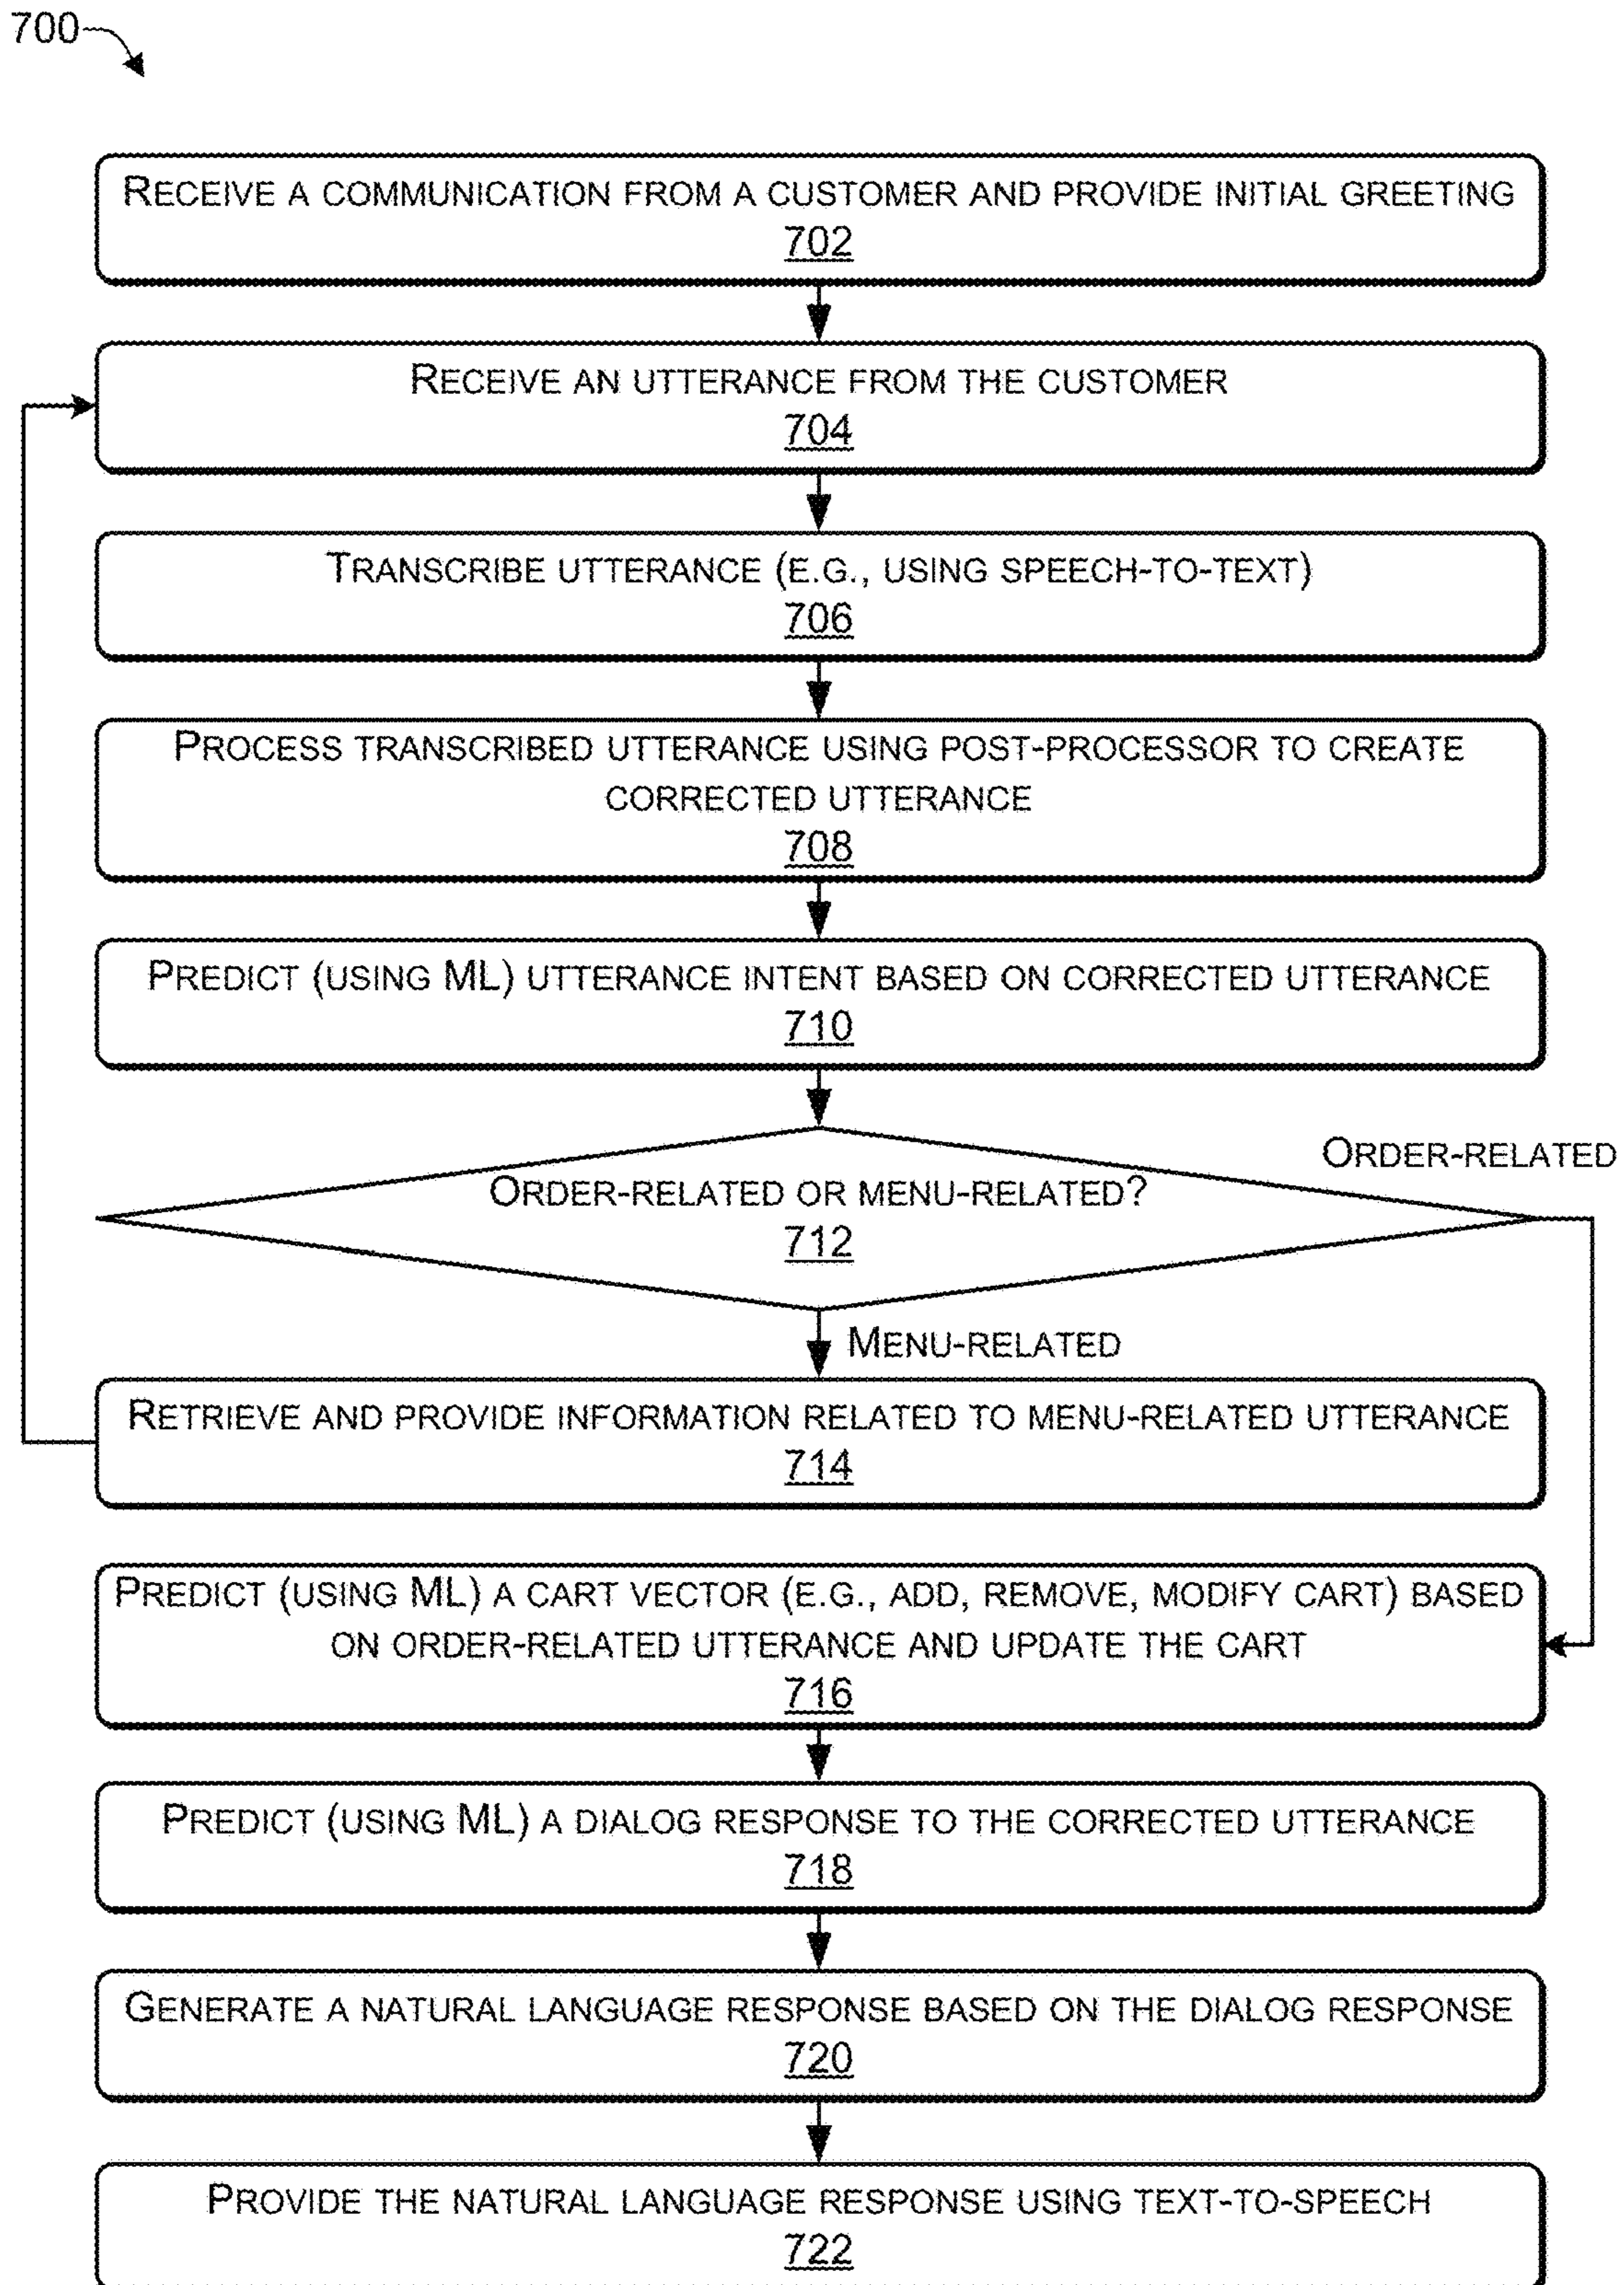 700
RECEIVE A COMMUNICATION FROM A CUSTOMER AND PROVIDE INITIAL GREETING
702
RECEIVE AN UTTERANCE FROM THE CUSTOMER
704
TRANSCRIBE UTTERANCE (E.G., USING SPEECH-TO-TEXT)
706
PROCESS TRANSCRIBED UTTERANCE USING POST-PROCESSOR TO CREATE
CORRECTED UTTERANCE
708
PREDICT (USING ML) UTTERANCE INTENT BASED ON CORRECTED UTTERANCE
710
ORDER-RELATED
ORDER-RELATED OR MENU-RELATED?
712
MENU-RELATED
RETRIEVE AND PROVIDE INFORMATION RELATED TO MENU-RELATED UTTERANCE
714
PREDICT (USING ML) A CART VECTOR (E.G., ADD, REMOVE, MODIFY CART) BASED
ON ORDER-RELATED UTTERANCE AND UPDATE THE CART
716
PREDICT (USING ML) A DIALOG RESPONSE TO THE CORRECTED UTTERANCE
718
GENERATE A NATURAL LANGUAGE RESPONSE BASED ON THE DIALOG RESPONSE
720
PROVIDE THE NATURAL LANGUAGE RESPONSE USING TEXT-TO-SPEECH
722